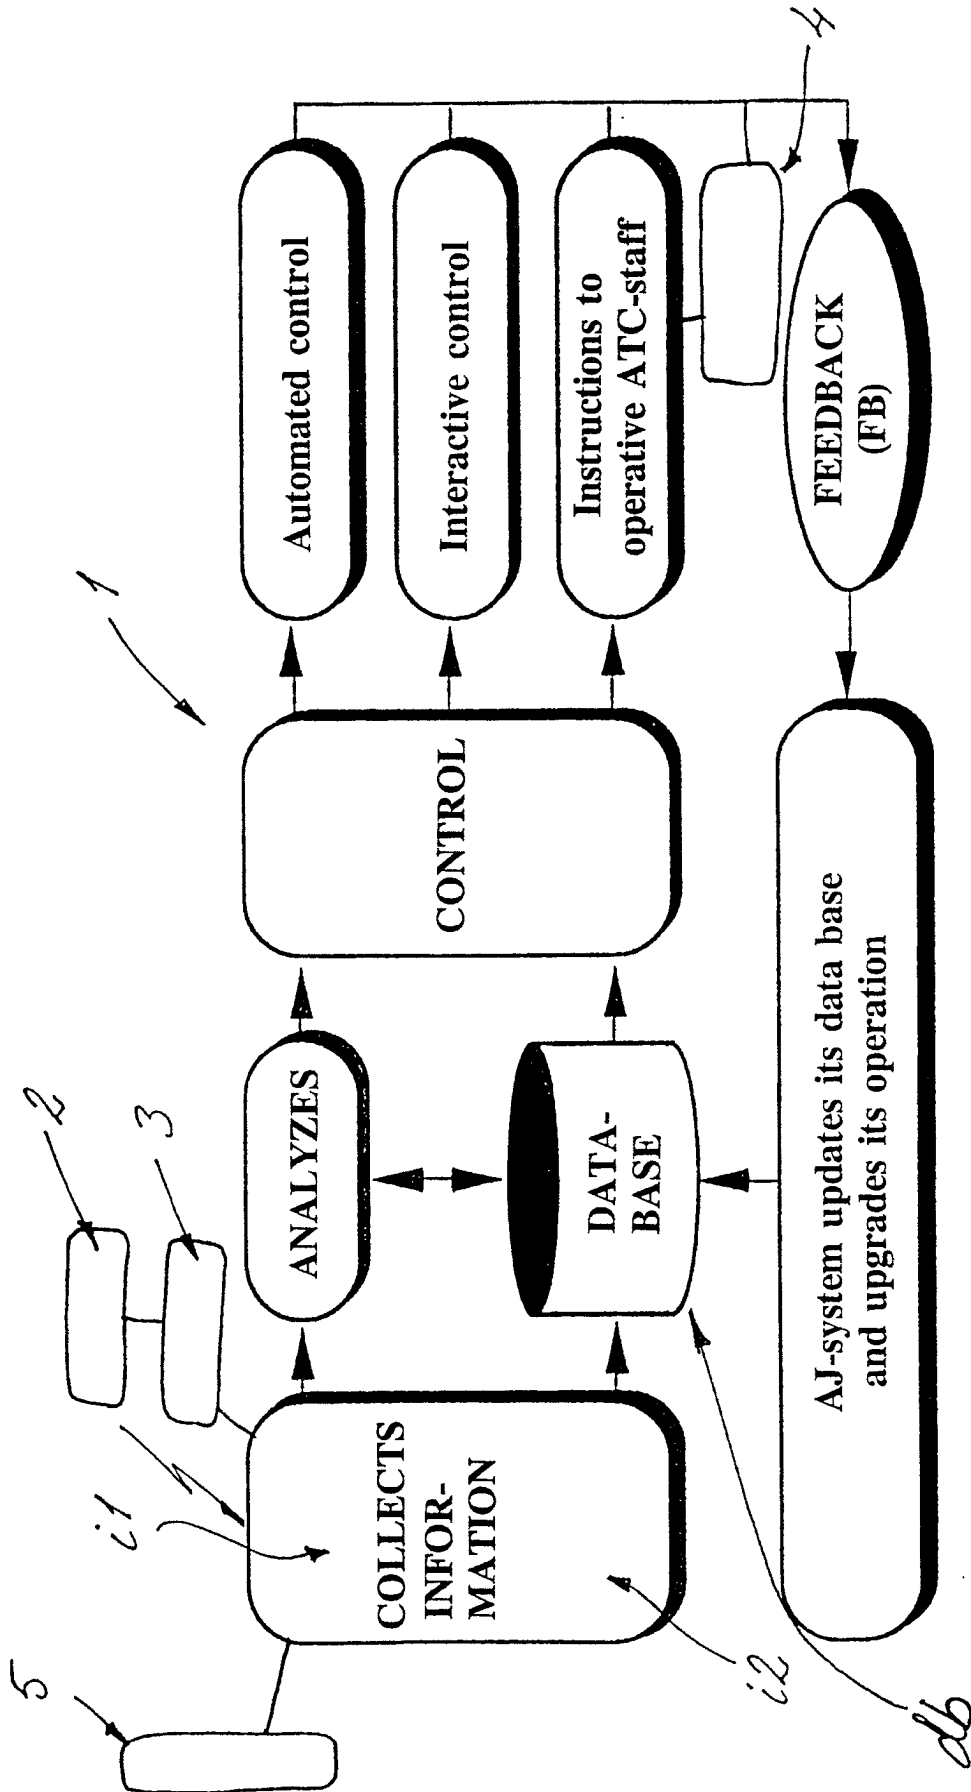 5
2
3
1
4
i1
i2
db
COLLECTS
INFOR-
MATION
ANALYZES
DATA-
BASE
CONTROL
Automated control
Interactive control
Instructions to
operative ATC-staff
FEEDBACK
(FB)
AJ-system updates its data base
and upgrades its operation